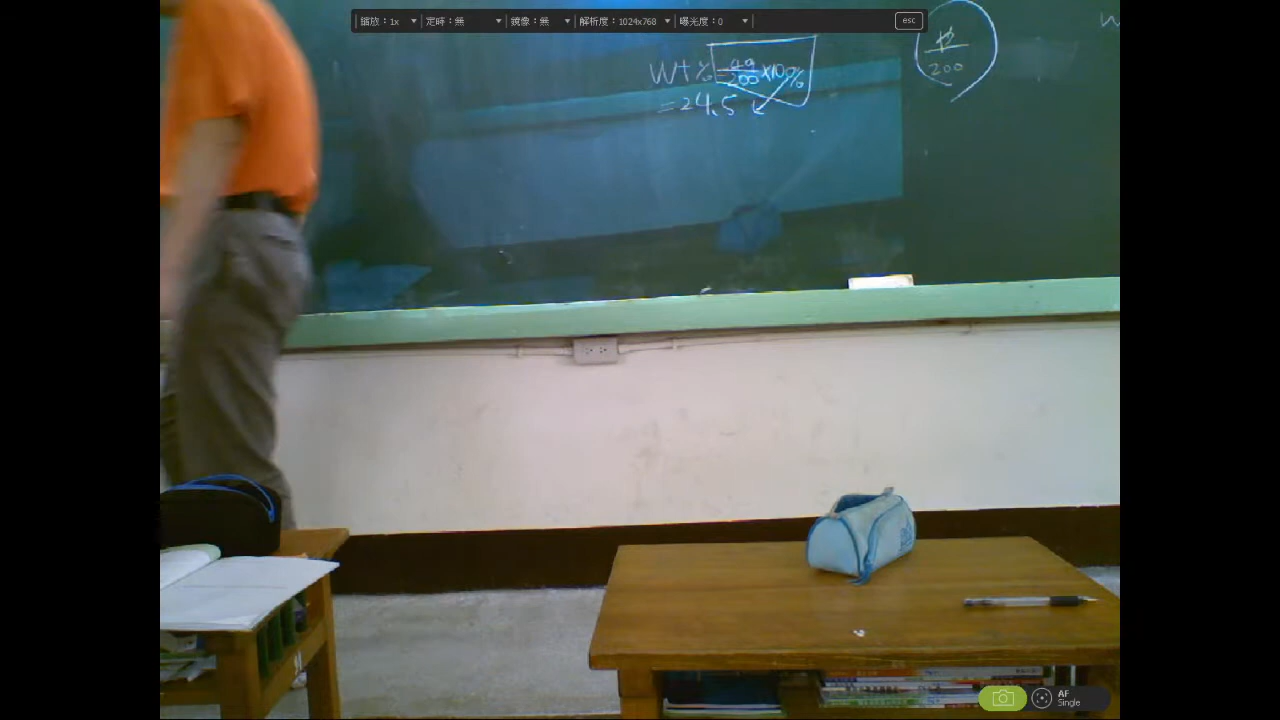 縮放：1x 定時：無 鏡像：無 解析度：1024x768 曝光度：0 esc
Wt% = 49/200 ×100%
=24.5
200
W
AF
Single